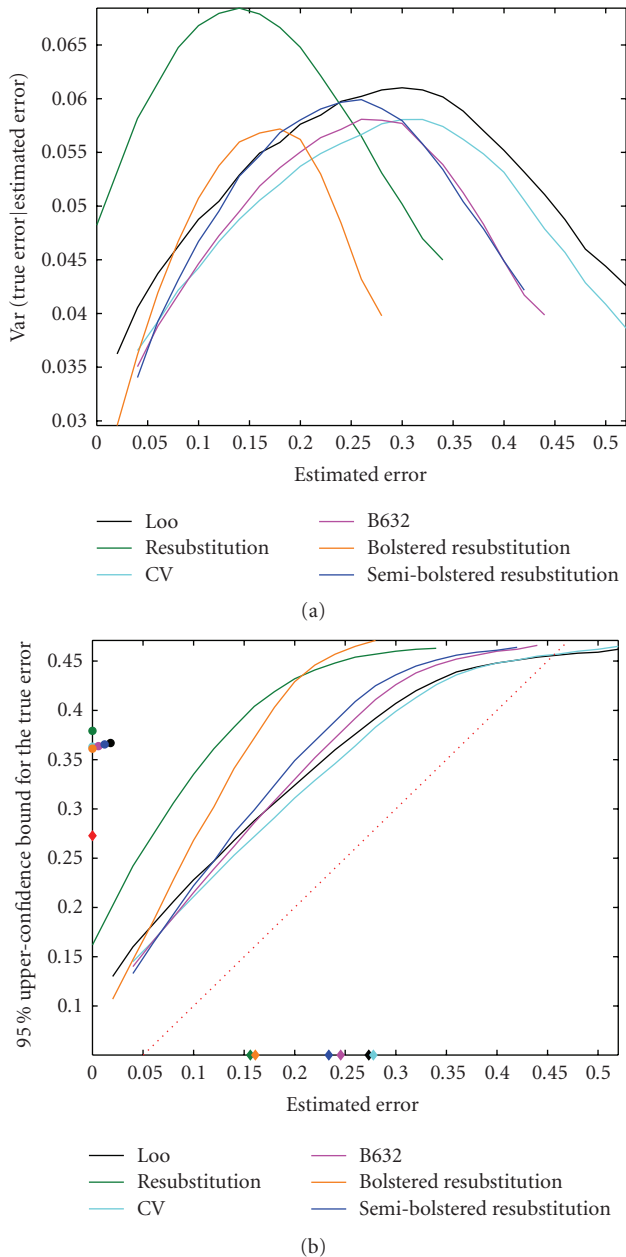 0.065
0.06
0.055
0.05
0.045
0.04
0.035
0.03
Var (true error|estimated error)
0 0.05 0.1 0.15 0.2 0.25 0.3 0.35 0.4 0.45 0.5
Estimated error
Loo B632
Resubstitution Bolstered resubstitution
CV Semi-bolstered resubstitution
(a)
0.45
0.4
0.35
0.3
0.25
0.2
0.15
0.1
95% upper-confidence bound for the true error
0 0.05 0.1 0.15 0.2 0.25 0.3 0.35 0.4 0.45 0.5
Estimated error
Loo B632
Resubstitution Bolstered resubstitution
CV Semi-bolstered resubstitution
(b)